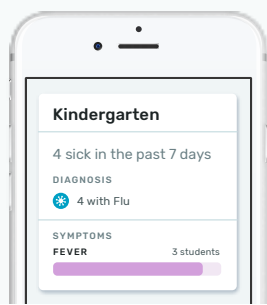 Kindergarten
4 sick in the past 7 days
DIAGNOSIS
4 with Flu
SYMPTOMS
FEVER 3 students